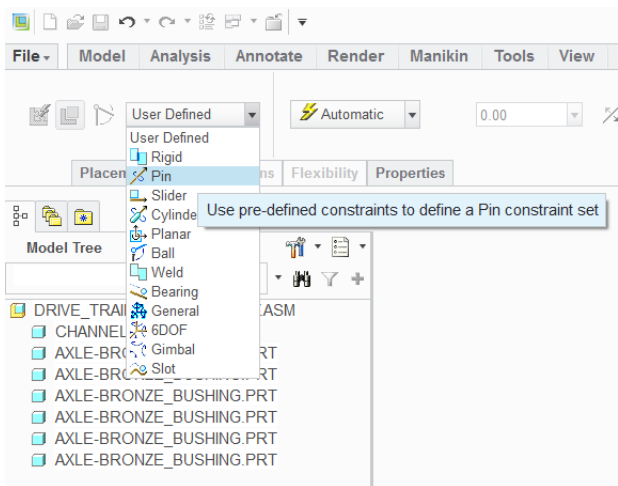 File Model Analysis Annotate Render Manikin Tools View
User Defined Automatic 0.00
User Defined
Rigid
Placem ns Flexibility Properties
Pin
Slider
Use pre-defined constraints to define a Pin constraint set
Cylinde
Planar
Model Tree
Ball
Weld
Bearing
DRIVE_TRAI .ASM
General
CHANNEL
6DOF
AXLE-BRO RT
Gimbal
AXLE-BRONZE_BUSHING.PRT
Slot
AXLE-BRONZE_BUSHING.PRT
AXLE-BRONZE_BUSHING.PRT
AXLE-BRONZE_BUSHING.PRT